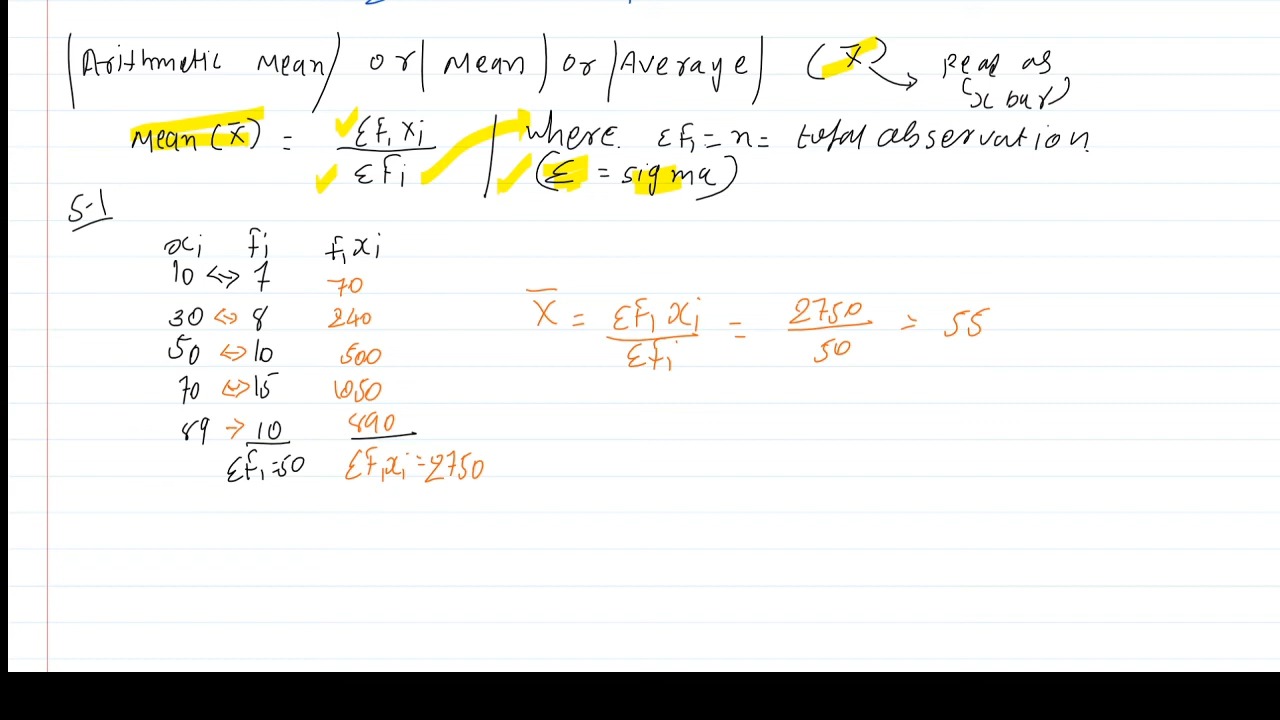 |Arithmetic Mean| or |Mean| or |Average| (x̄) → read as (x bar)
Mean (x̄) = Σfixi / Σfi | where Σfi = n = total observation
(Σ = sigma)
S-1
xi fi fixi
10 ↔ 7 70
30 ↔ 8 240
50 ↔ 10 500
70 ↔ 15 1050
89 → 10 890
Σfi = 50 Σfixi = 2750
X̄ = Σfixi / Σfi = 2750 / 50 = 55